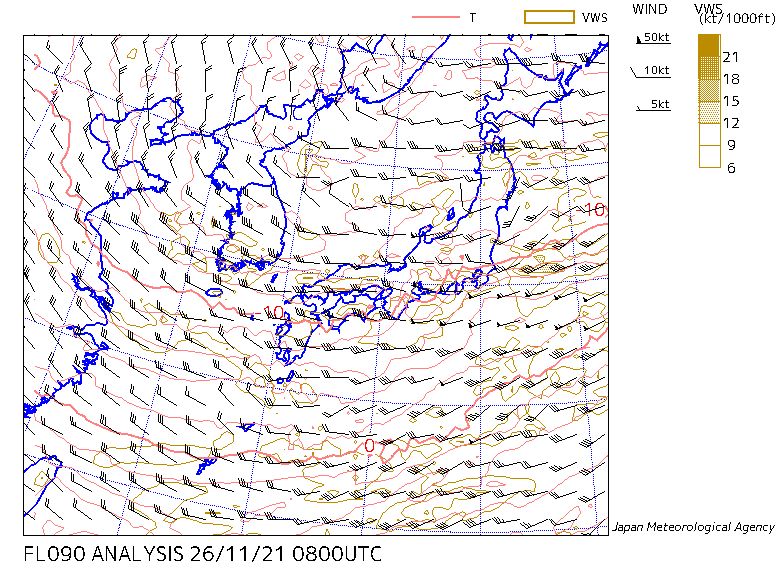 T
VWS
WIND
50kt
10kt
5kt
VWS
(kt/1000ft)
21
18
15
12
9
6
10
10
0
Japan Meteorological Agency
FL090 ANALYSIS 26/11/21 0800UTC